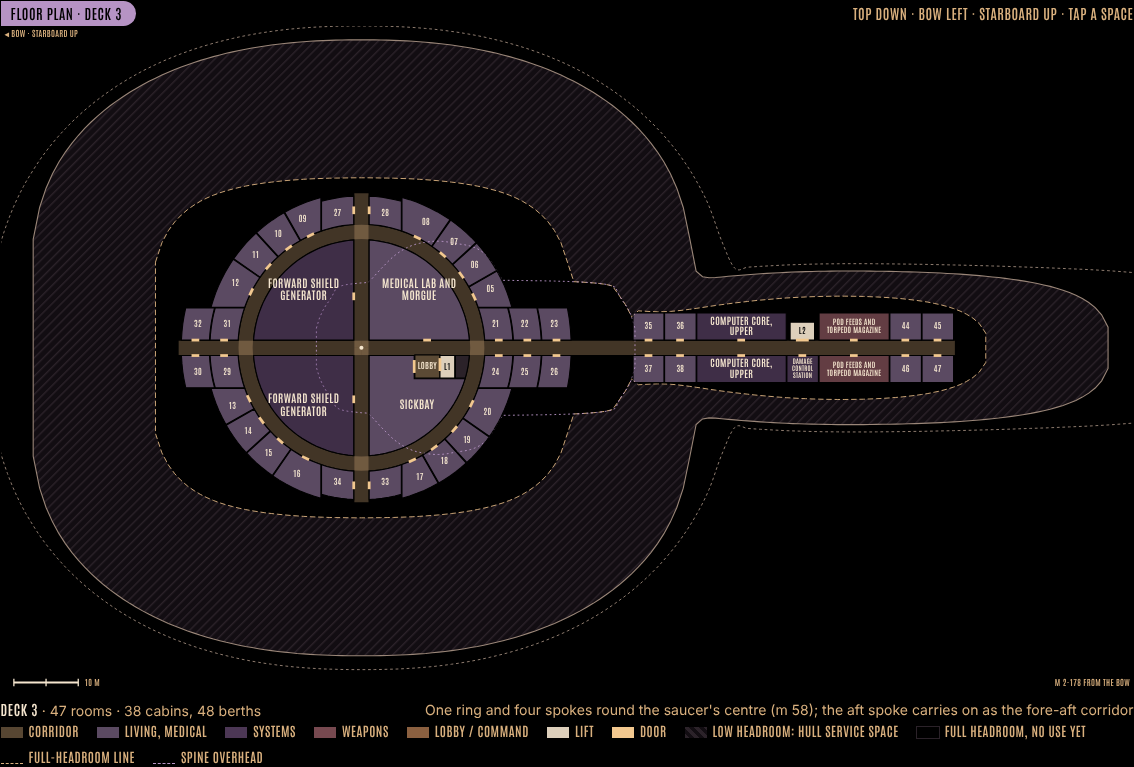 FLOOR PLAN · DECK 3
TOP DOWN · BOW LEFT · STARBOARD UP · TAP A SPACE
◂ BOW · STARBOARD UP
27
28
09
08
10
07
11
06
12
05
FORWARD SHIELD
GENERATOR
MEDICAL LAB AND
MORGUE
32
31
21
22
23
35
36
COMPUTER CORE,
UPPER
L2
POD FEEDS AND
TORPEDO MAGAZINE
44
45
30
29
LOBBY
L1
24
25
26
37
38
COMPUTER CORE,
UPPER
DAMAGE
CONTROL
STATION
POD FEEDS AND
TORPEDO MAGAZINE
46
47
FORWARD SHIELD
GENERATOR
SICKBAY
13
20
14
19
15
18
16
17
34
33
10 M
M 2-178 FROM THE BOW
DECK 3 · 47 rooms · 38 cabins, 48 berths
One ring and four spokes round the saucer's centre (m 58); the aft spoke carries on as the fore-aft corridor
CORRIDOR
LIVING, MEDICAL
SYSTEMS
WEAPONS
LOBBY / COMMAND
LIFT
DOOR
LOW HEADROOM: HULL SERVICE SPACE
FULL HEADROOM, NO USE YET
FULL-HEADROOM LINE
SPINE OVERHEAD